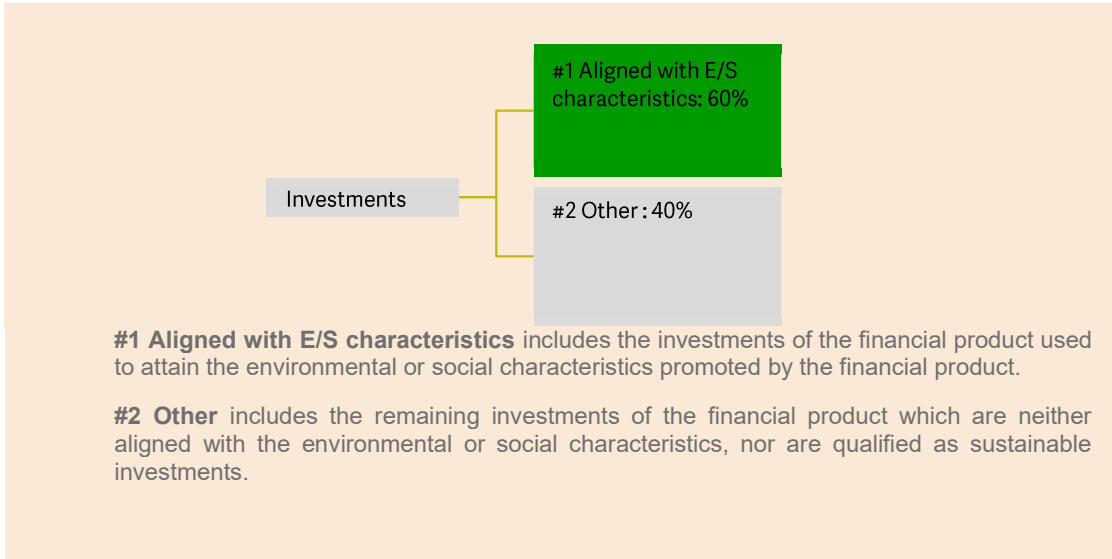 #1 Aligned with E/S
characteristics: 60%
Investments
#2 Other : 40%
#1 Aligned with E/S characteristics includes the investments of the financial product used
to attain the environmental or social characteristics promoted by the financial product.
#2 Other includes the remaining investments of the financial product which are neither
aligned with the environmental or social characteristics, nor are qualified as sustainable
investments.